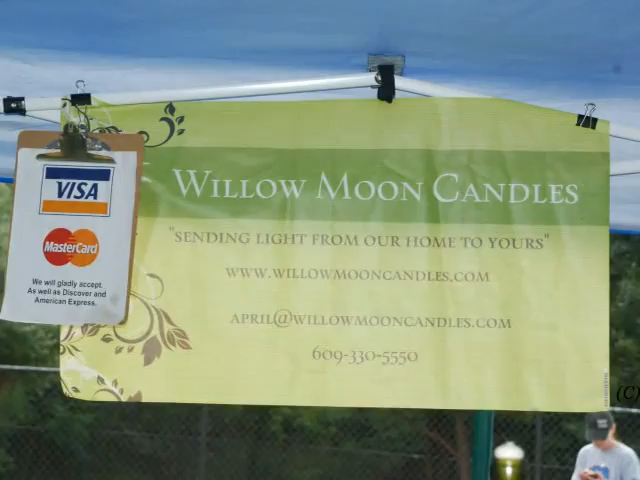 VISA
MasterCard
We will gladly accept.
As well as Discover and
American Express.
WILLOW MOON CANDLES
"SENDING LIGHT FROM OUR HOME TO YOURS"
WWW.WILLOWMOONCANDLES.COM
APRIL@WILLOWMOONCANDLES.COM
609-330-5550
(C)